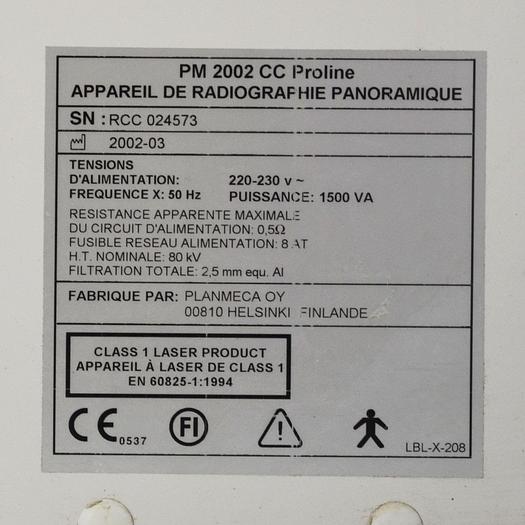 PM 2002 CC Proline
APPAREIL DE RADIOGRAPHIE PANORAMIQUE
SN : RCC 024573
2002-03
TENSIONS
D'ALIMENTATION: 220-230 v ~
FREQUENCE X: 50 Hz PUISSANCE: 1500 VA
RESISTANCE APPARENTE MAXIMALE
DU CIRCUIT D'ALIMENTATION: 0,5Ω
FUSIBLE RESEAU ALIMENTATION: 8 AT
H.T. NOMINALE: 80 kV
FILTRATION TOTALE: 2,5 mm equ. Al
FABRIQUE PAR: PLANMECA OY
00810 HELSINKI FINLANDE
CLASS 1 LASER PRODUCT
APPAREIL À LASER DE CLASS 1
EN 60825-1:1994
CE 0537 FI ! LBL-X-208